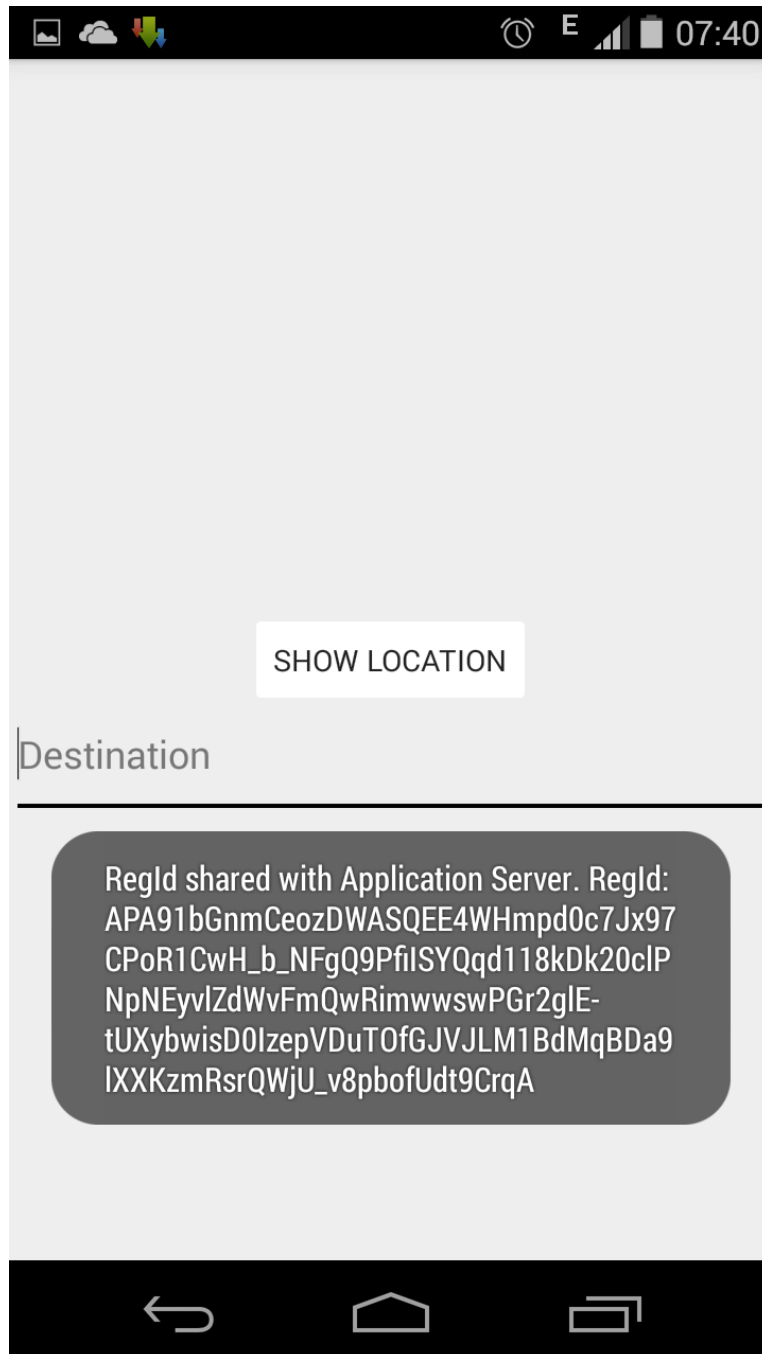 E 07:40
SHOW LOCATION
Destination
RegId shared with Application Server. RegId:
APA91bGnmCeozDWASQEE4WHmpd0c7Jx97
CPoR1CwH_b_NFgQ9PfiISYQqd118kDk20clP
NpNEyvlZdWvFmQwRimwwswPGr2glE-
tUXybwisD0IzepVDuTOfGJVJLM1BdMqBDa9
lXXKzmRsrQWjU_v8pbofUdt9CrqA